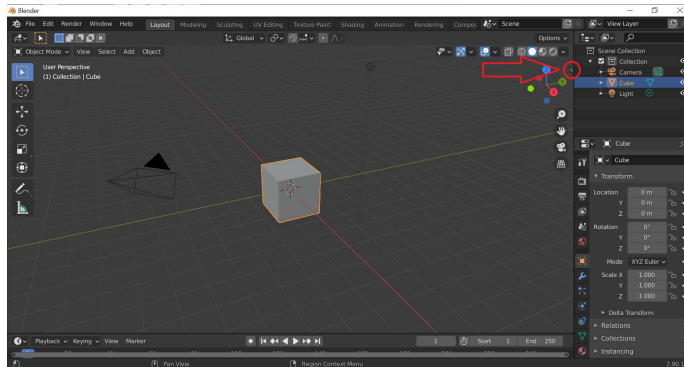 Blender
File Edit Render Window Help Layout Modeling Sculpting UV Editing Texture Paint Shading Animation Rendering Compos Scene View Layer
Global Options
Object Mode View Select Add Object
User Perspective
(1) Collection | Cube
Scene Collection
Collection
Camera
Cube
Light
Cube
Cube
Transform
Location 0 m
Y 0 m
Z 0 m
Rotation 0°
Y 0°
Z 0°
Mode XYZ Euler
Scale X 1.000
Y 1.000
Z 1.000
Delta Transform
Relations
Collections
Instancing
Playback Keying View Marker 1 Start 1 End 250
Pan View Region Context Menu 2.90.1